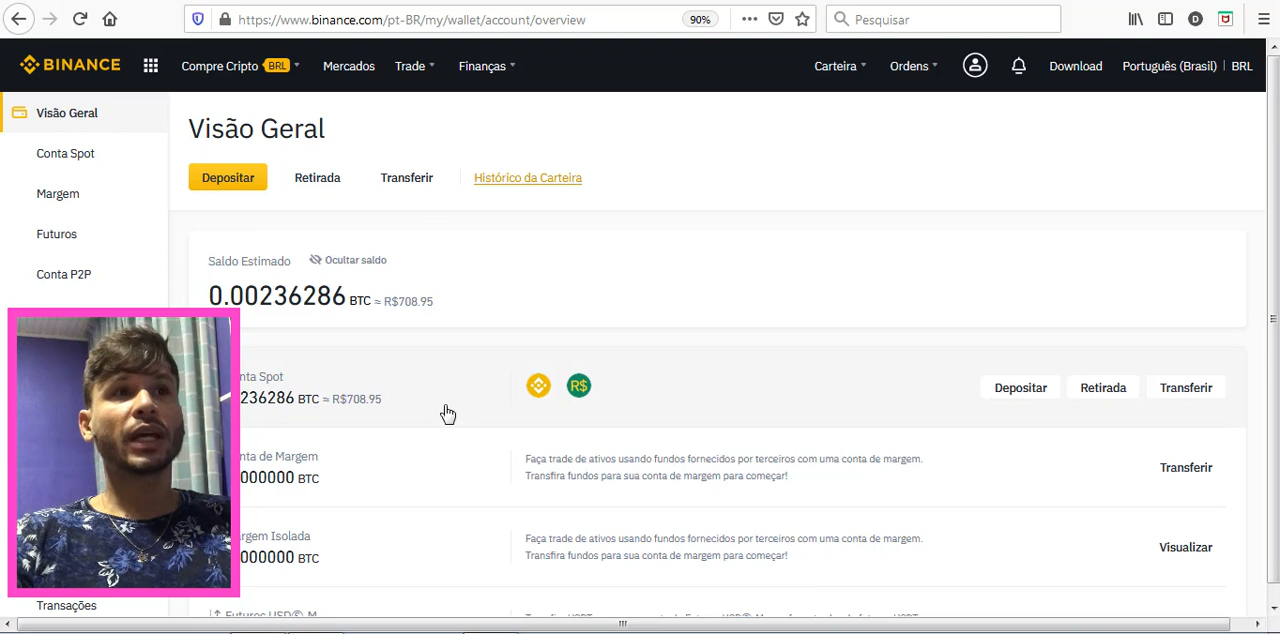 https://www.binance.com/pt-BR/my/wallet/account/overview
90%
Pesquisar
BINANCE
Compre Cripto BRL
Mercados
Trade
Finanças
Carteira
Ordens
Download
Português (Brasil)
BRL
Visão Geral
Conta Spot
Margem
Futuros
Conta P2P
Transações
Visão Geral
Depositar
Retirada
Transferir
Histórico da Carteira
Saldo Estimado
Ocultar saldo
0.00236286 BTC ≈ R$708.95
nta Spot
236286 BTC ≈ R$708.95
R$
Depositar
Retirada
Transferir
nta de Margem
000000 BTC
Faça trade de ativos usando fundos fornecidos por terceiros com uma conta de margem.
Transfira fundos para sua conta de margem para começar!
Transferir
rgem Isolada
000000 BTC
Faça trade de ativos usando fundos fornecidos por terceiros com uma conta de margem.
Transfira fundos para sua conta de margem para começar!
Visualizar